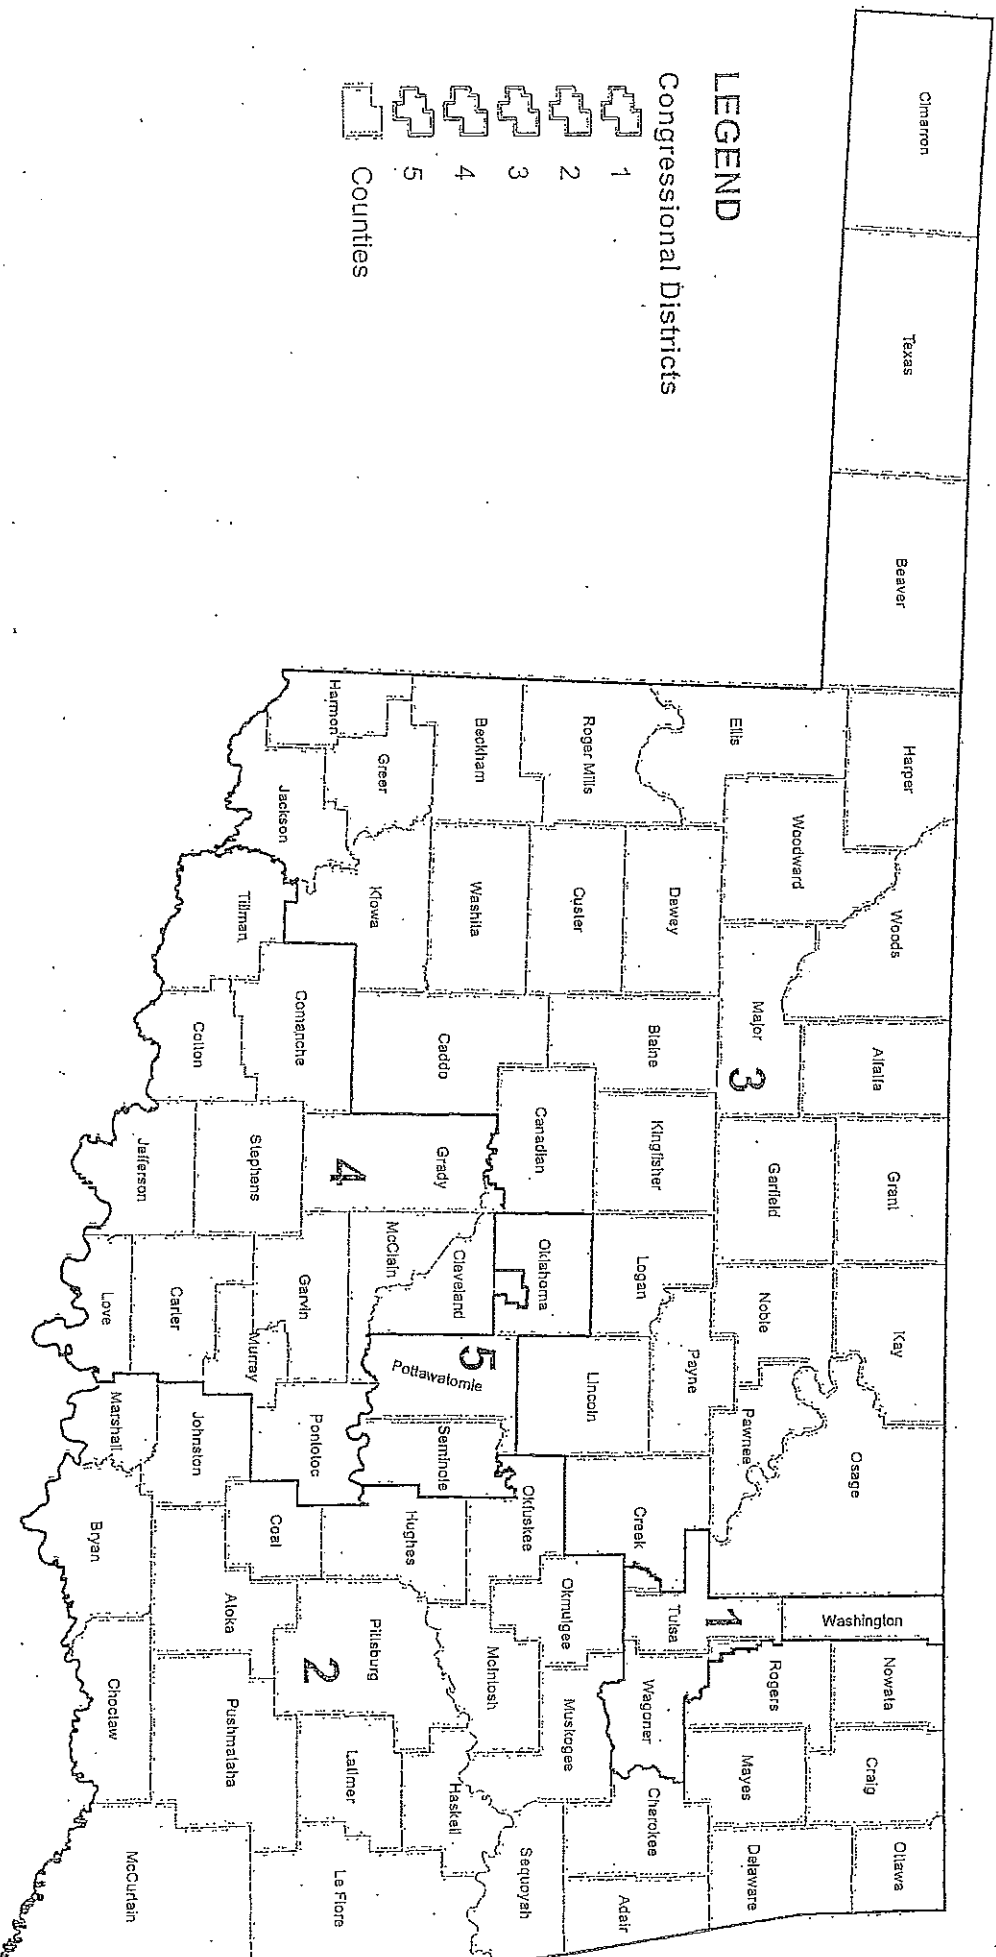 LEGEND
Congressional Districts
1
2
3
4
5
Counties
Cimarron
Texas
Beaver
Harper
Woods
Alfalfa
Grant
Kay
Osage
Washington
Nowata
Craig
Ottawa
Ellis
Woodward
Major
3
Garfield
Noble
Pawnee
1
Rogers
Mayes
Delaware
Roger Mills
Dewey
Blaine
Kingfisher
Logan
Payne
Creek
Tulsa
Wagoner
Cherokee
Adair
Beckham
Custer
Washita
Canadian
Oklahoma
Lincoln
Okfuskee
Okmulgee
Muskogee
Sequoyah
Harmon
Greer
Kiowa
Caddo
Grady
Cleveland
McClain
5
Pottawatomie
Seminole
Hughes
McIntosh
Haskell
Jackson
Tillman
Comanche
4
Stephens
Garvin
Murray
Pontotoc
Coal
Pittsburg
2
Latimer
Le Flore
Cotton
Jefferson
Carter
Love
Johnston
Marshall
Atoka
Bryan
Pushmataha
Choctaw
McCurtain